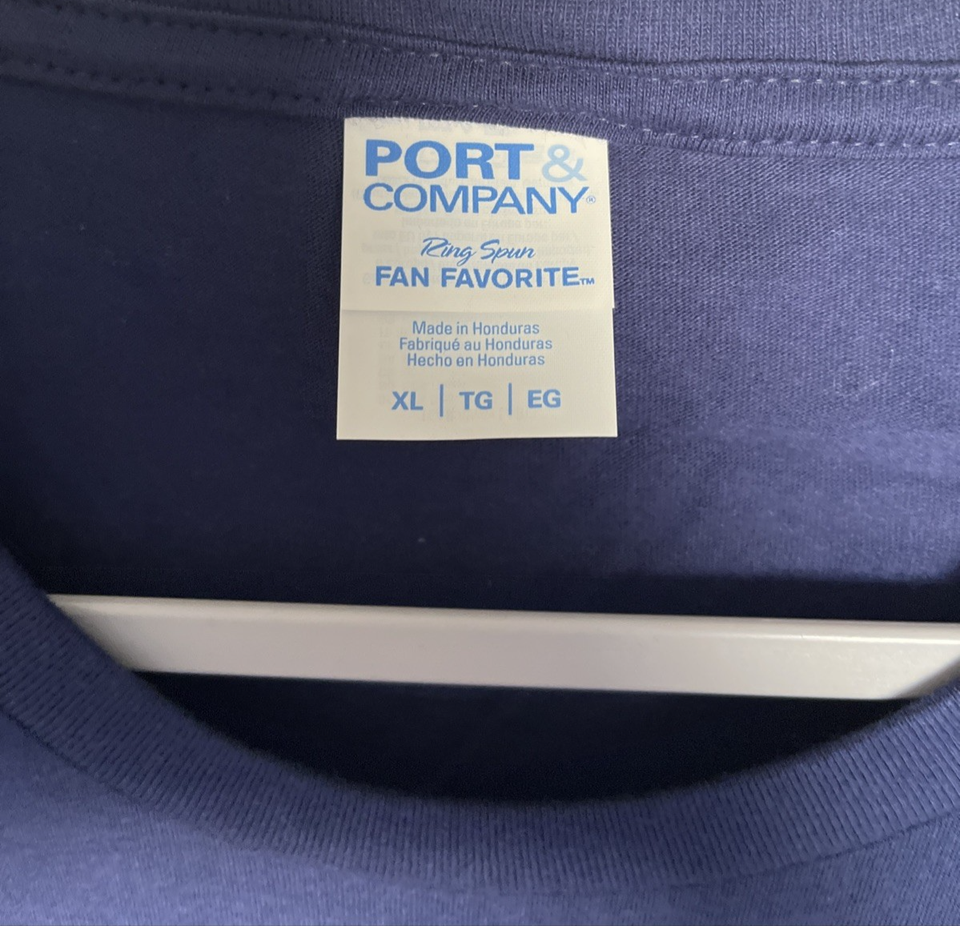 PORT &
COMPANY®
Ring Spun
FAN FAVORITE™
Made in Honduras
Fabriqué au Honduras
Hecho en Honduras
XL | TG | EG